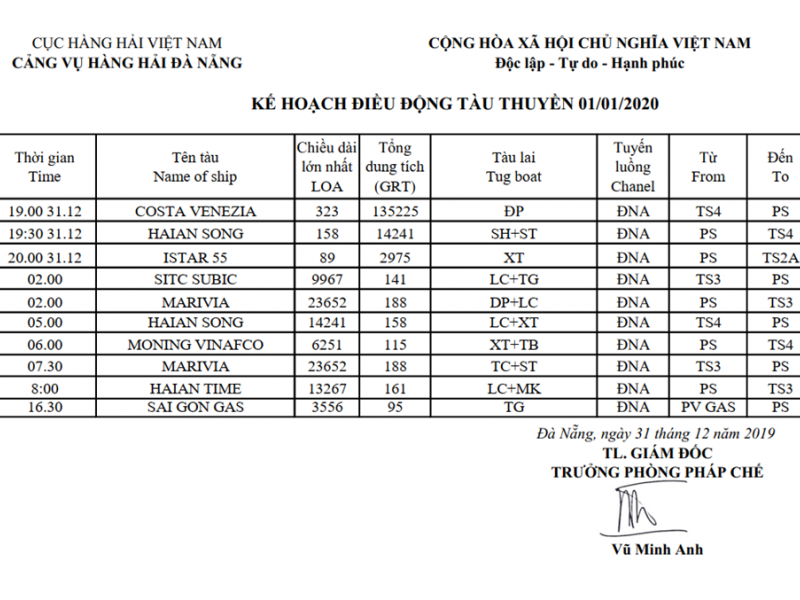 CỤC HÀNG HẢI VIỆT NAM
CẢNG VỤ HÀNG HẢI ĐÀ NẴNG
CỘNG HÒA XÃ HỘI CHỦ NGHĨA VIỆT NAM
Độc lập - Tự do - Hạnh phúc
KẾ HOẠCH ĐIỀU ĐỘNG TÀU THUYỀN 01/01/2020
Thời gian Time | Tên tàu Name of ship | Chiều dài lớn nhất LOA | Tổng dung tích (GRT) | Tàu lai Tug boat | Tuyến luồng Chanel | Từ From | Đến To
19.00 31.12 | COSTA VENEZIA | 323 | 135225 | ĐP | ĐNA | TS4 | PS
19:30 31.12 | HAIAN SONG | 158 | 14241 | SH+ST | ĐNA | PS | TS4
20.00 31.12 | ISTAR 55 | 89 | 2975 | XT | ĐNA | PS | TS2A
02.00 | SITC SUBIC | 9967 | 141 | LC+TG | ĐNA | TS3 | PS
02.00 | MARIVIA | 23652 | 188 | DP+LC | ĐNA | PS | TS3
05.00 | HAIAN SONG | 14241 | 158 | LC+XT | ĐNA | TS4 | PS
06.00 | MONING VINAFCO | 6251 | 115 | XT+TB | ĐNA | PS | TS4
07.30 | MARIVIA | 23652 | 188 | TC+ST | ĐNA | TS3 | PS
8:00 | HAIAN TIME | 13267 | 161 | LC+MK | ĐNA | PS | TS3
16.30 | SAI GON GAS | 3556 | 95 | TG | ĐNA | PV GAS | PS
Đà Nẵng, ngày 31 tháng 12 năm 2019
TL. GIÁM ĐỐC
TRƯỞNG PHÒNG PHÁP CHẾ
Vũ Minh Anh